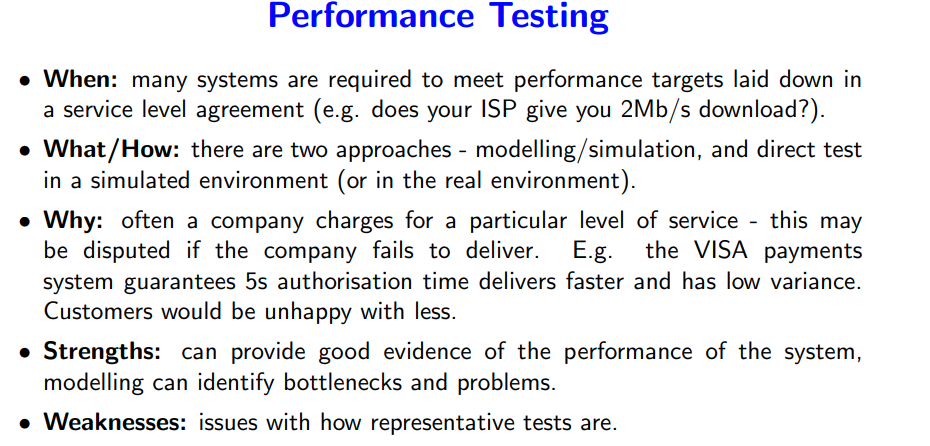 Performance Testing
• When: many systems are required to meet performance targets laid down in
a service level agreement (e.g. does your ISP give you 2Mb/s download?).
• What/How: there are two approaches - modelling/simulation, and direct test
in a simulated environment (or in the real environment).
• Why: often a company charges for a particular level of service - this may
be disputed if the company fails to deliver. E.g. the VISA payments
system guarantees 5s authorisation time delivers faster and has low variance.
Customers would be unhappy with less.
• Strengths: can provide good evidence of the performance of the system,
modelling can identify bottlenecks and problems.
• Weaknesses: issues with how representative tests are.